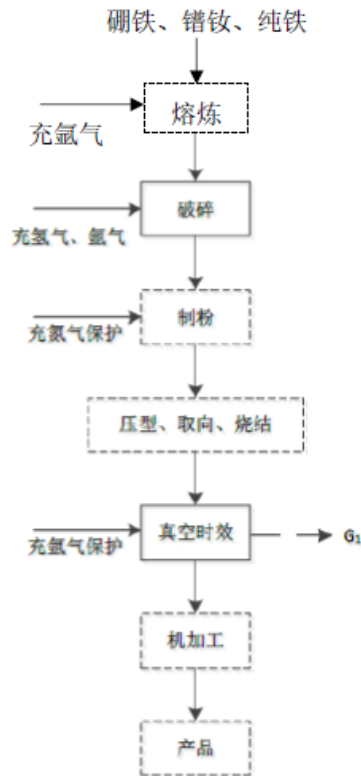 硼铁、镨钕、纯铁
熔炼
充氩气
破碎
充氢气、氩气
制粉
充氮气保护
压型、取向、烧结
真空时效
G₁
充氩气保护
机加工
产品